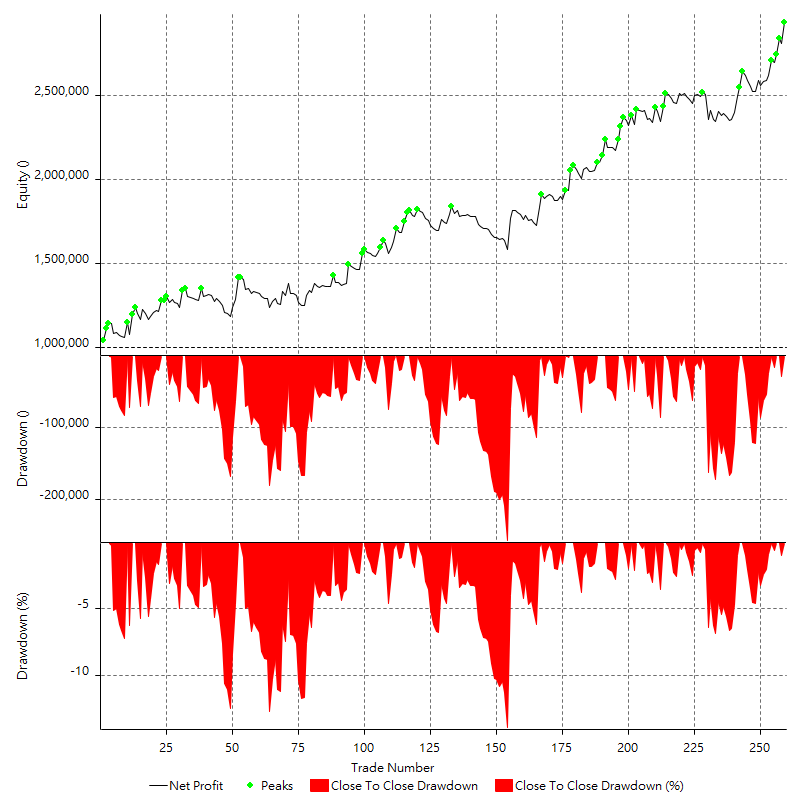 Equity ()
2,500,000
2,000,000
1,500,000
1,000,000
Drawdown ()
-100,000
-200,000
Drawdown (%)
-5
-10
25 50 75 100 125 150 175 200 225 250
Trade Number
Net Profit Peaks Close To Close Drawdown Close To Close Drawdown (%)